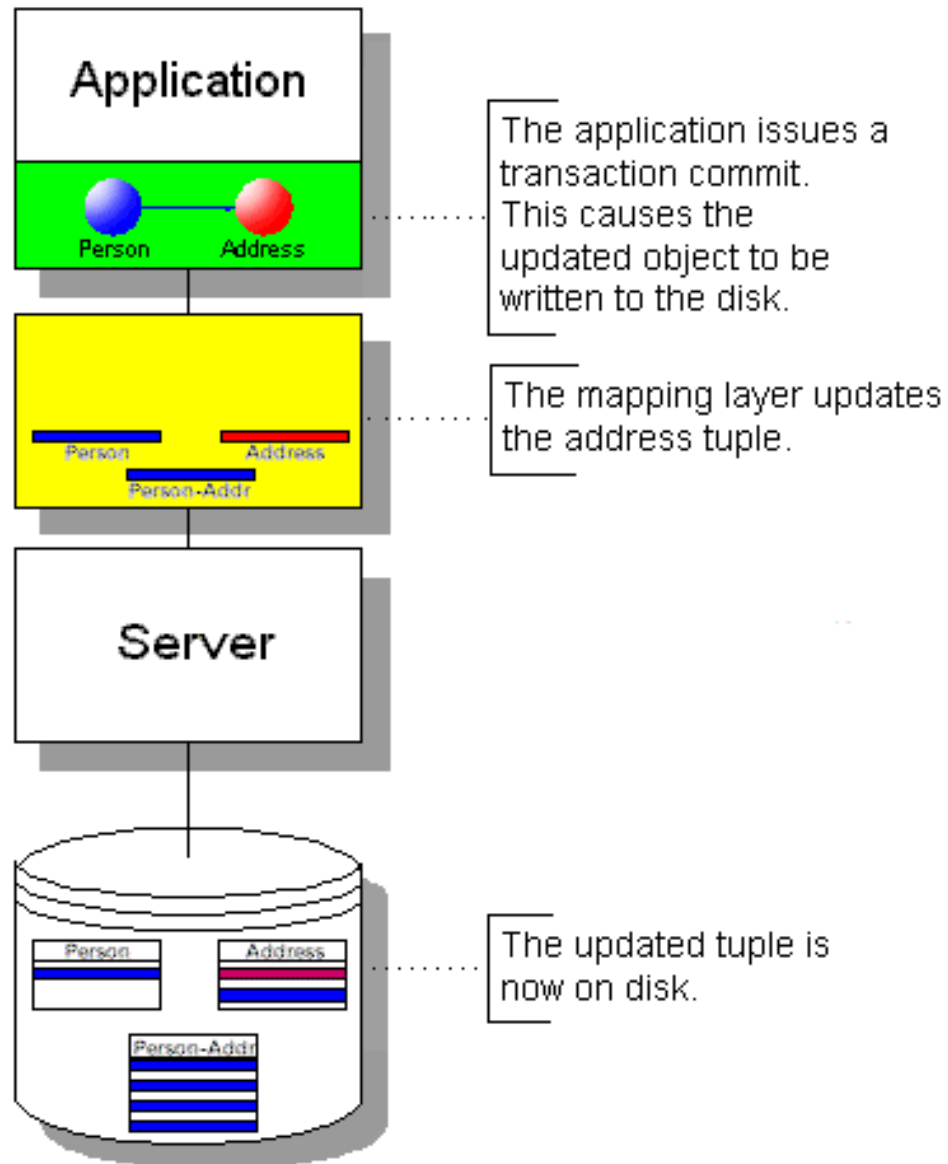 Application
Person
Address
The application issues a
transaction commit.
This causes the
updated object to be
written to the disk.
Person
Address
Person-Addr
The mapping layer updates
the address tuple.
Server
Person
Address
Person-Addr
The updated tuple is
now on disk.